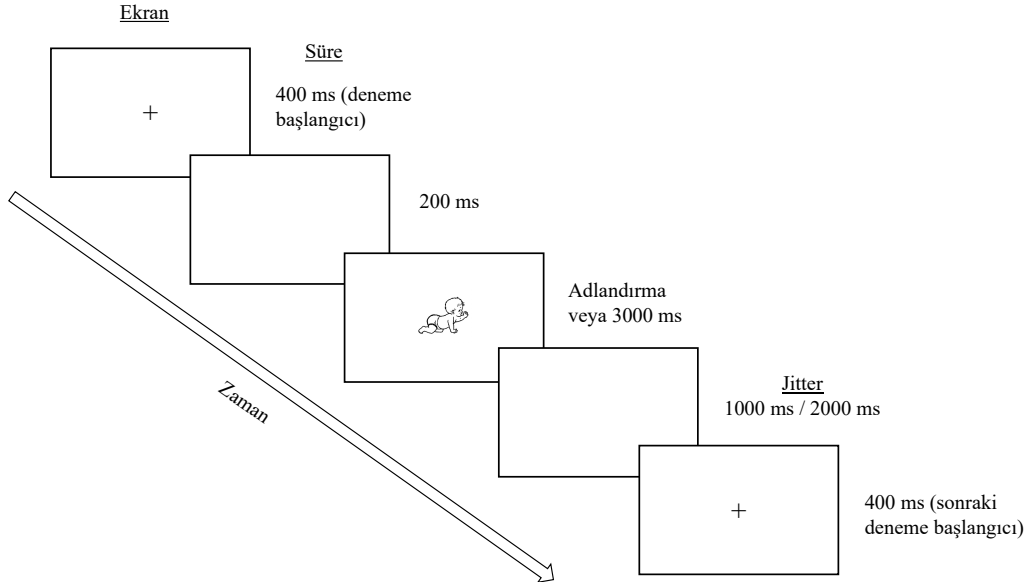 Ekran
Süre
400 ms (deneme
başlangıcı)
200 ms
Adlandırma
veya 3000 ms
Zaman
Jitter
1000 ms / 2000 ms
400 ms (sonraki
deneme başlangıcı)